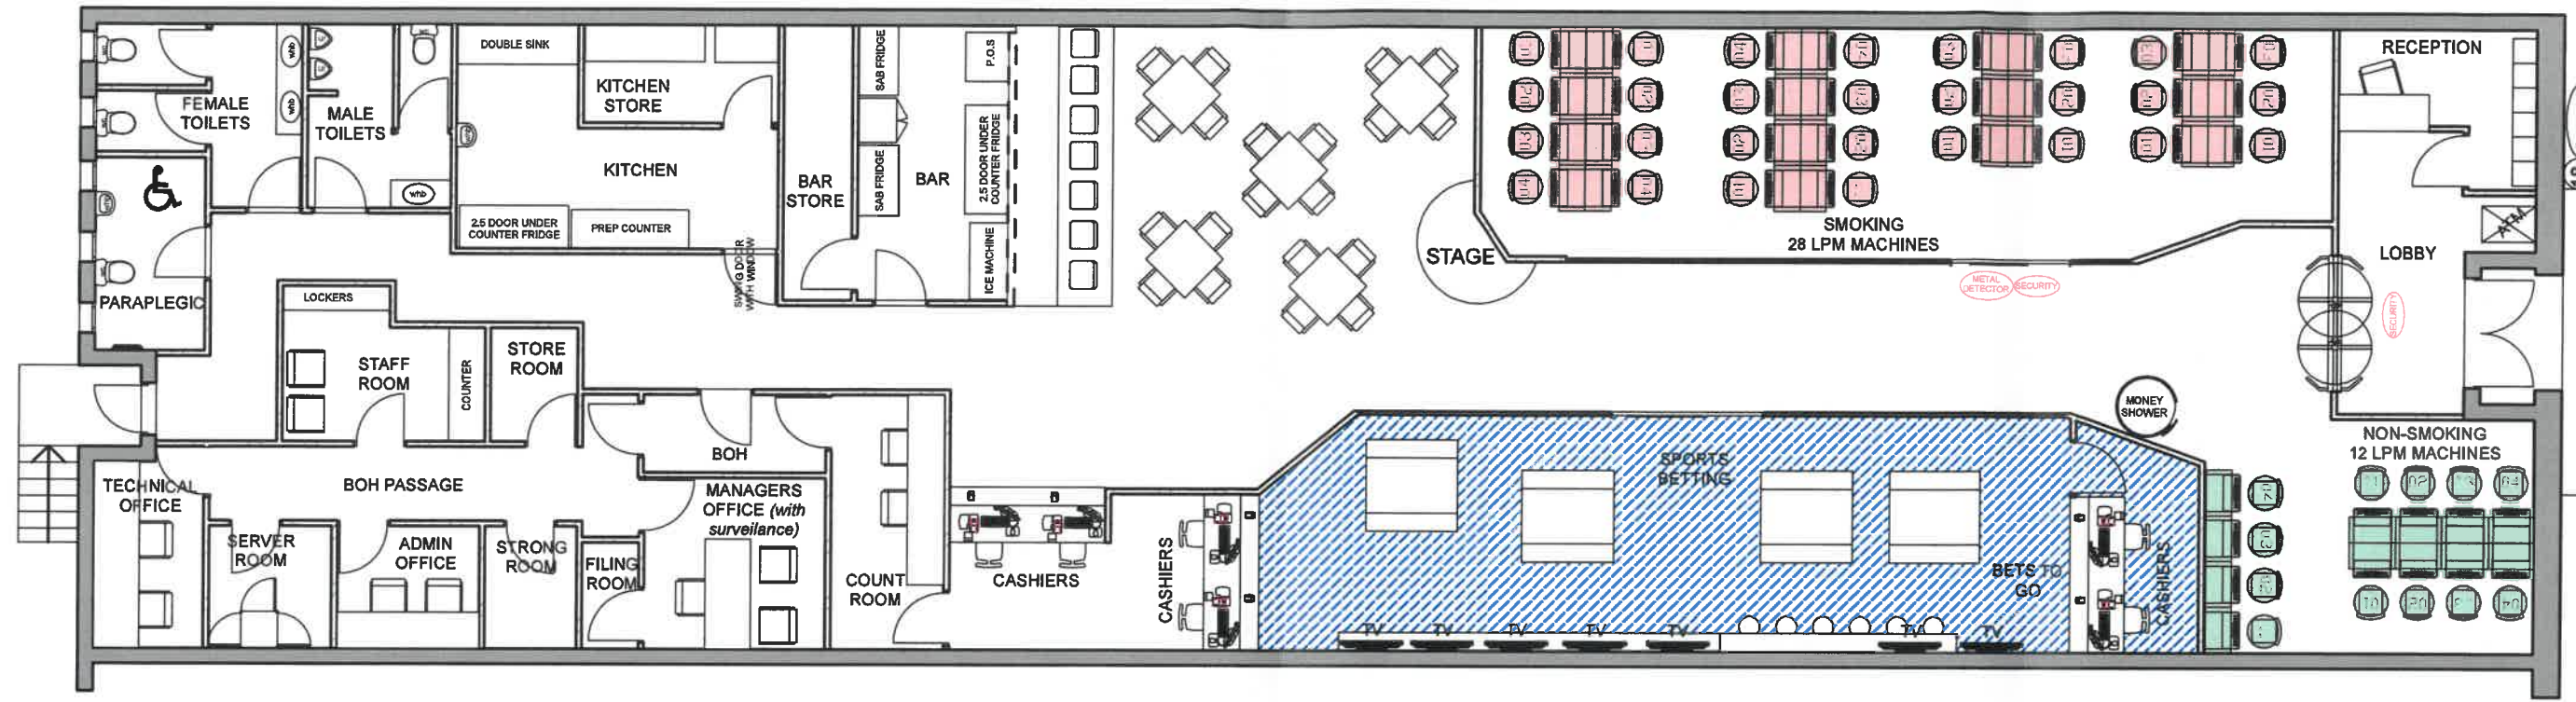 DOUBLE SINK
KITCHEN
STORE
FEMALE
TOILETS
whb
whb
MALE
TOILETS
whb
KITCHEN
2.5 DOOR UNDER
COUNTER FRIDGE
PREP COUNTER
SWING DOOR
WITH WINDOW
BAR
STORE
SAB FRIDGE
SAB FRIDGE
BAR
P.O.S
2.5 DOOR UNDER
COUNTER FRIDGE
ICE MACHINE
STAGE
SMOKING
28 LPM MACHINES
METAL
DETECTOR
SECURITY
RECEPTION
ATM
LOBBY
SECURITY
PARAPLEGIC
LOCKERS
STAFF
ROOM
COUNTER
STORE
ROOM
BOH
BOH PASSAGE
TECHNICAL
OFFICE
SERVER
ROOM
ADMIN
OFFICE
STRONG
ROOM
FILING
ROOM
MANAGERS
OFFICE (with
surveilance)
COUNT
ROOM
CASHIERS
CASHIERS
SPORTS
BETTING
BETS TO
GO
CASHIERS
TV
TV
TV
TV
TV
TV
TV
MONEY
SHOWER
NON-SMOKING
12 LPM MACHINES